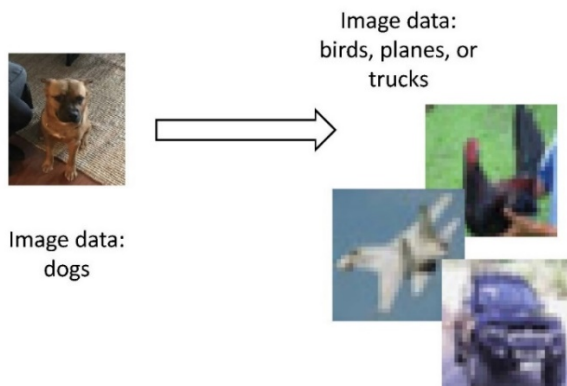 Image data:
birds, planes, or
trucks
Image data:
dogs